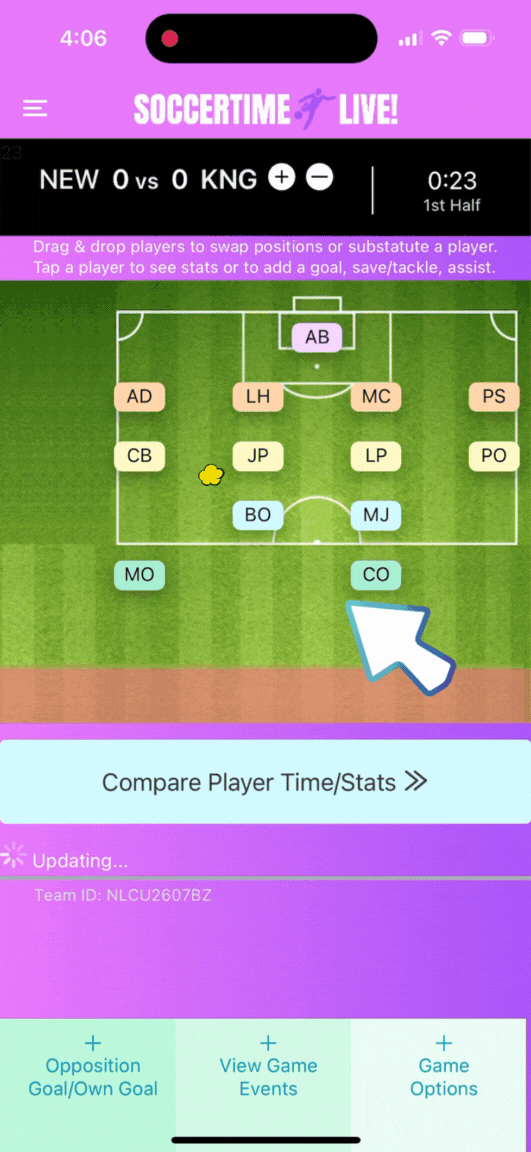 4:06
SOCCERTIME LIVE!
23
NEW 0 vs 0 KNG + −
0:23
1st Half
Drag & drop players to swap positions or substatute a player.
Tap a player to see stats or to add a goal, save/tackle, assist.
AB
AD LH MC PS
CB JP LP PO
BO MJ
MO CO
Compare Player Time/Stats »
Updating...
Team ID: NLCU2607BZ
+ + +
Opposition View Game Game
Goal/Own Goal Events Options